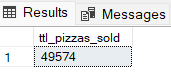 Results Messages
ttl_pizzas_sold
1 49574